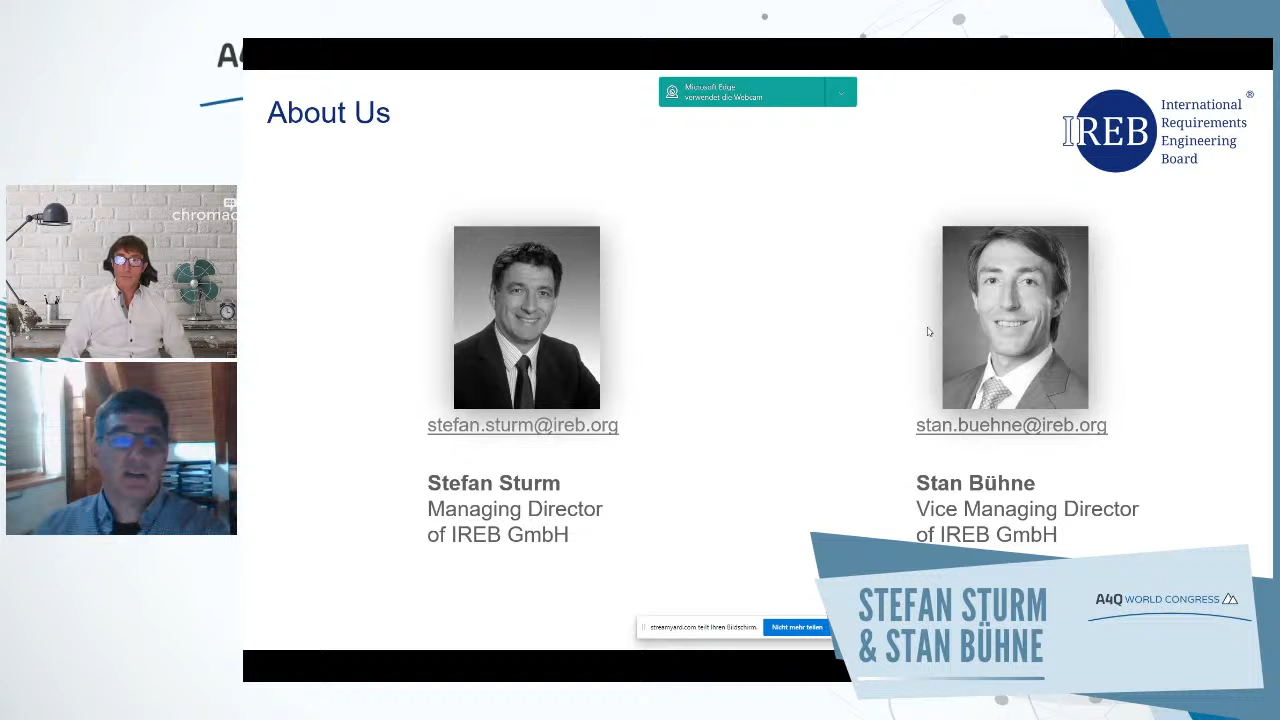 A4
About Us
Microsoft Edge
verwendet die Webcam
IREB
International
Requirements
Engineering
Board
®
stefan.sturm@ireb.org
stan.buehne@ireb.org
Stefan Sturm
Managing Director
of IREB GmbH
Stan Bühne
Vice Managing Director
of IREB GmbH
streamyard.com teilt Ihren Bildschirm.
Nicht mehr teilen
STEFAN STURM
& STAN BÜHNE
A4Q WORLD CONGRESS